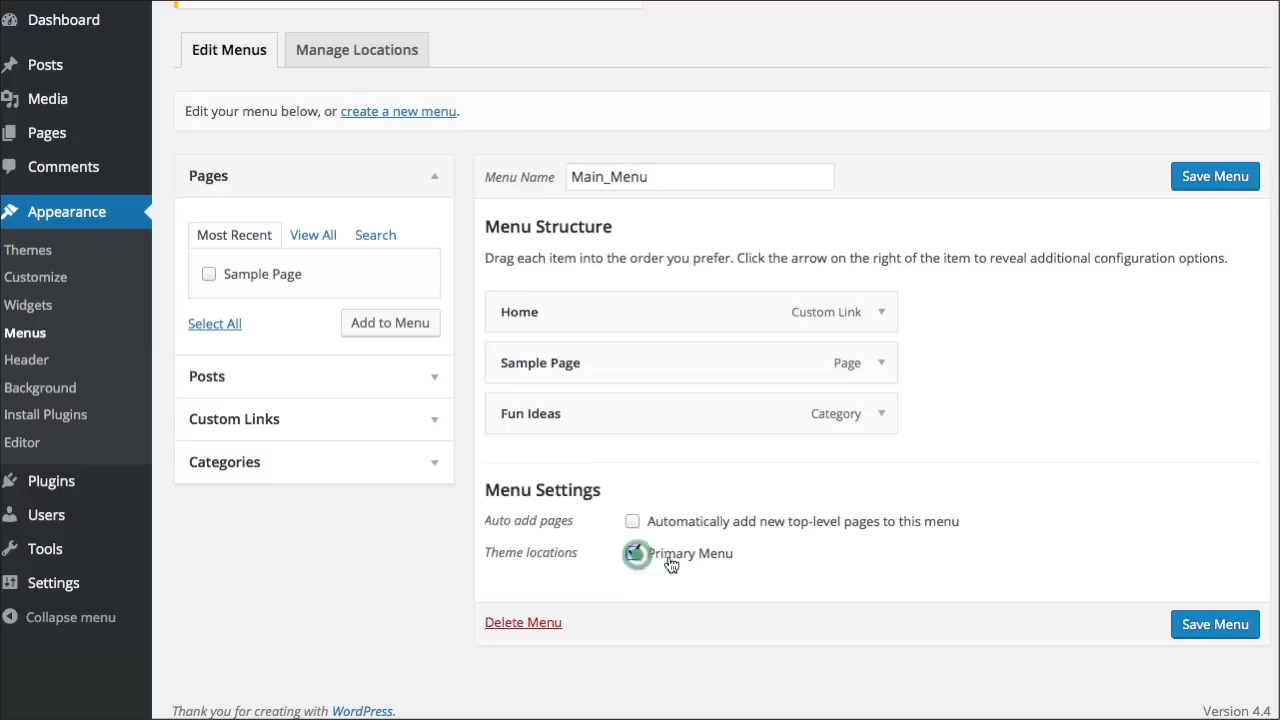 Dashboard
Posts
Media
Pages
Comments
Appearance
Themes
Customize
Widgets
Menus
Header
Background
Install Plugins
Editor
Plugins
Users
Tools
Settings
Collapse menu
Edit Menus
Manage Locations
Edit your menu below, or create a new menu.
Pages
Most Recent View All Search
Sample Page
Select All
Add to Menu
Posts
Custom Links
Categories
Menu Name Main_Menu
Save Menu
Menu Structure
Drag each item into the order you prefer. Click the arrow on the right of the item to reveal additional configuration options.
Home Custom Link
Sample Page Page
Fun Ideas Category
Menu Settings
Auto add pages Automatically add new top-level pages to this menu
Theme locations Primary Menu
Delete Menu
Save Menu
Thank you for creating with WordPress.
Version 4.4